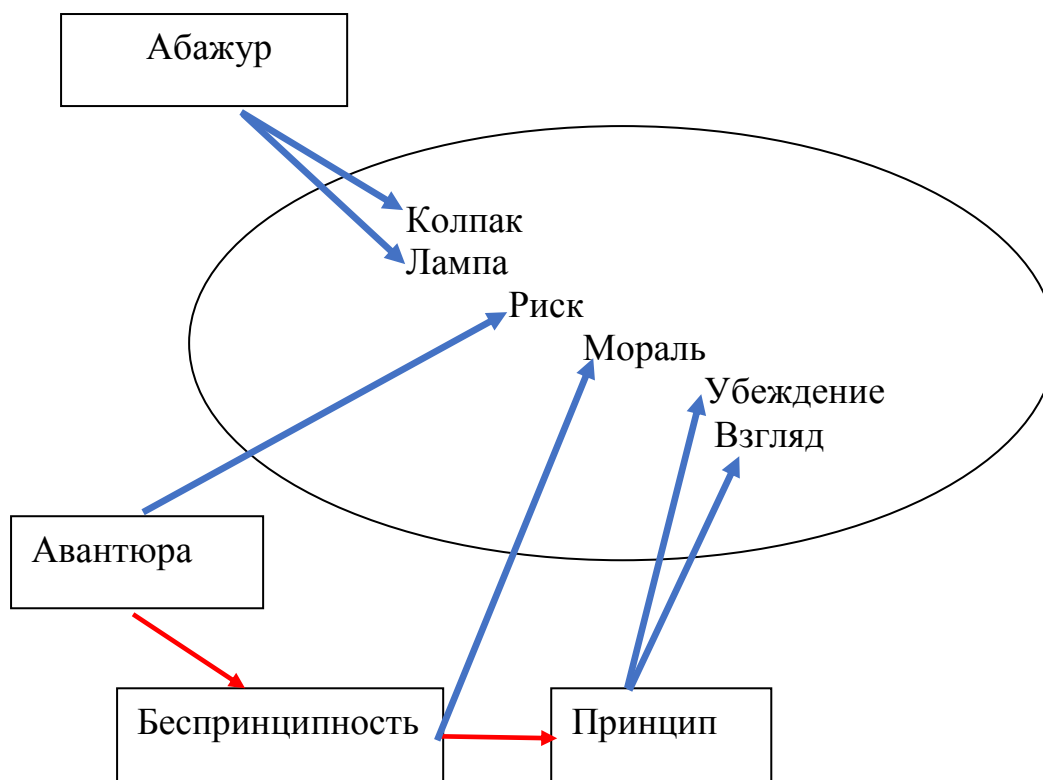 Абажур
Колпак
Лампа
Риск
Мораль
Убеждение
Взгляд
Авантюра
Беспринципность
Принцип